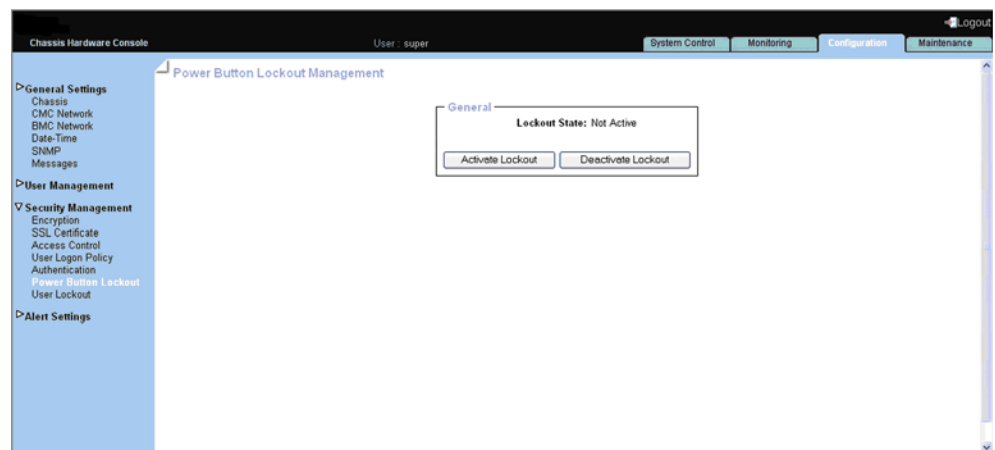 Logout
Chassis Hardware Console
User : super
System Control
Monitoring
Configuration
Maintenance
General Settings
Chassis
CMC Network
BMC Network
Date-Time
SNMP
Messages
User Management
Security Management
Encryption
SSL Certificate
Access Control
User Logon Policy
Authentication
Power Button Lockout
User Lockout
Alert Settings
Power Button Lockout Management
General
Lockout State: Not Active
Activate Lockout
Deactivate Lockout